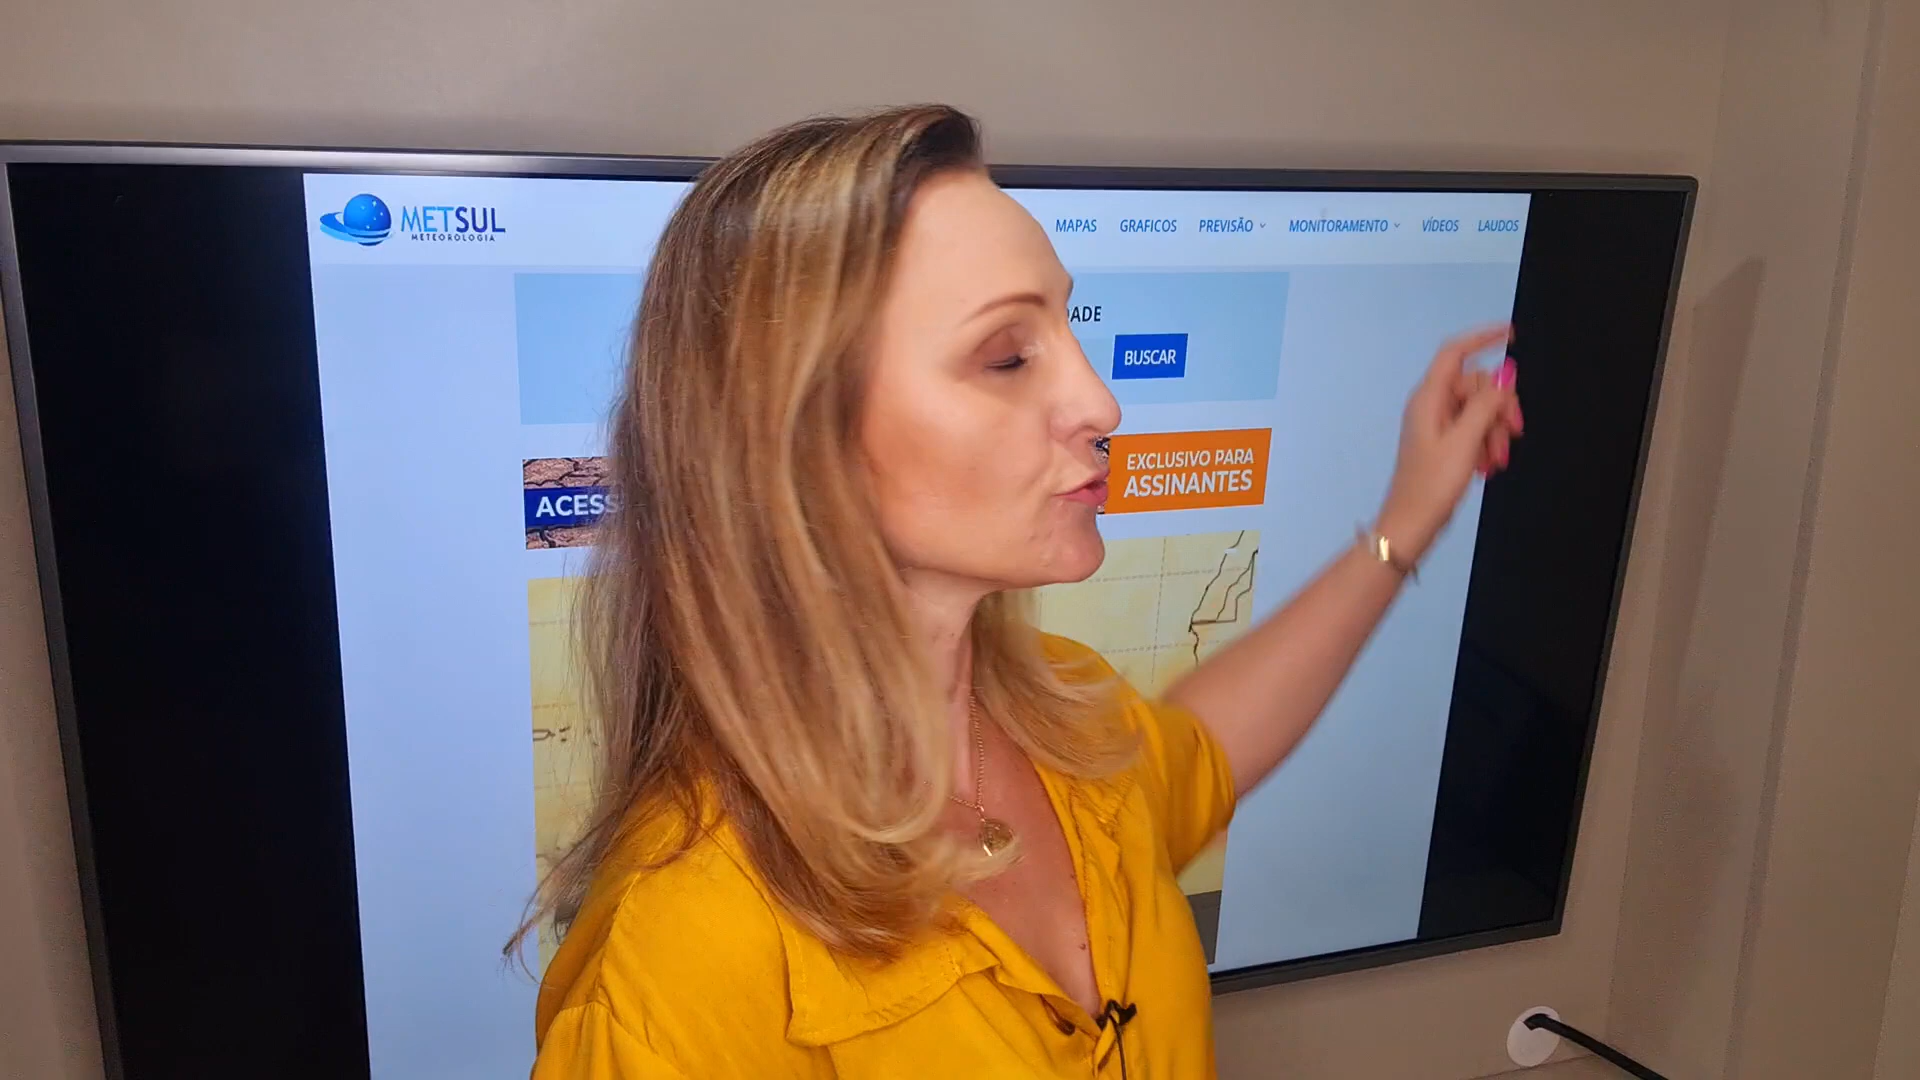 METSUL
METEOROLOGIA
MAPAS GRAFICOS PREVISÃO MONITORAMENTO VÍDEOS LAUDOS
DADE
BUSCAR
ACESS
EXCLUSIVO PARA
ASSINANTES